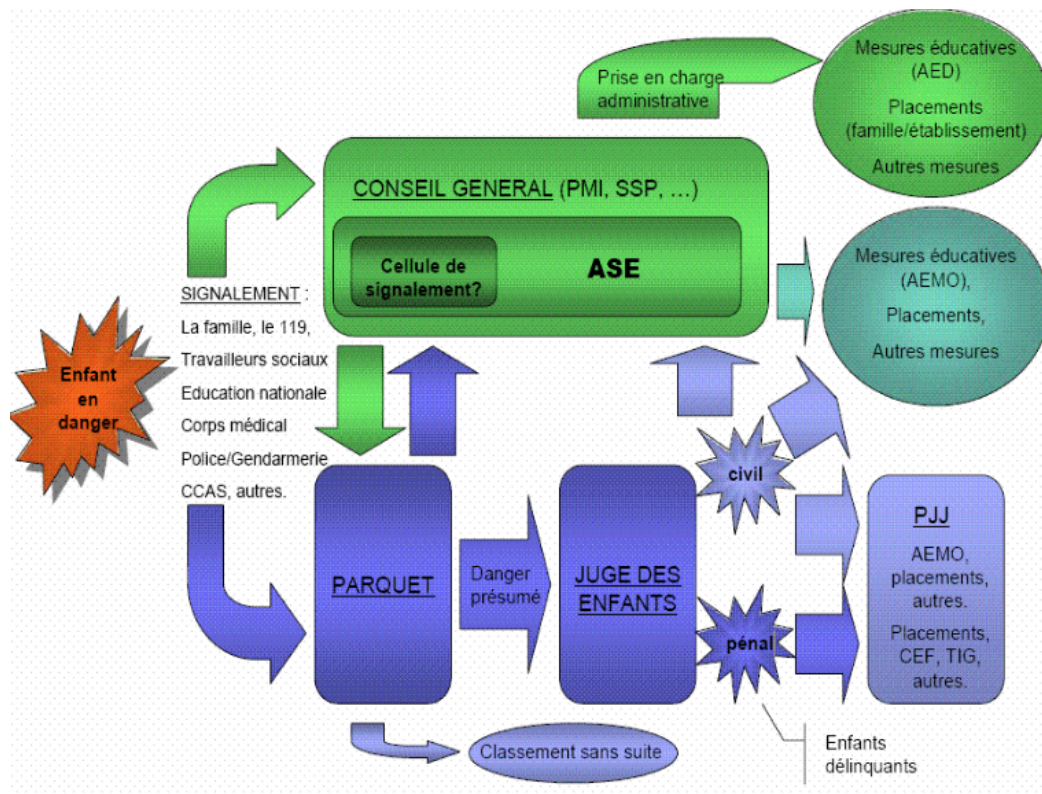 Prise en charge
administrative
Mesures éducatives
(AED)
Placements
(famille/établissement)
Autres mesures
CONSEIL GENERAL (PMI, SSP, …)
Cellule de
signalement?
ASE
Mesures éducatives
(AEMO),
Placements,
Autres mesures
Enfant
en
danger
SIGNALEMENT :
La famille, le 119,
Travailleurs sociaux
Education nationale
Corps médical
Police/Gendarmerie
CCAS, autres.
PARQUET
Danger
présumé
JUGE DES
ENFANTS
civil
pénal
PJJ
AEMO,
placements,
autres.
Placements,
CEF, TIG,
autres.
Classement sans suite
Enfants
délinquants